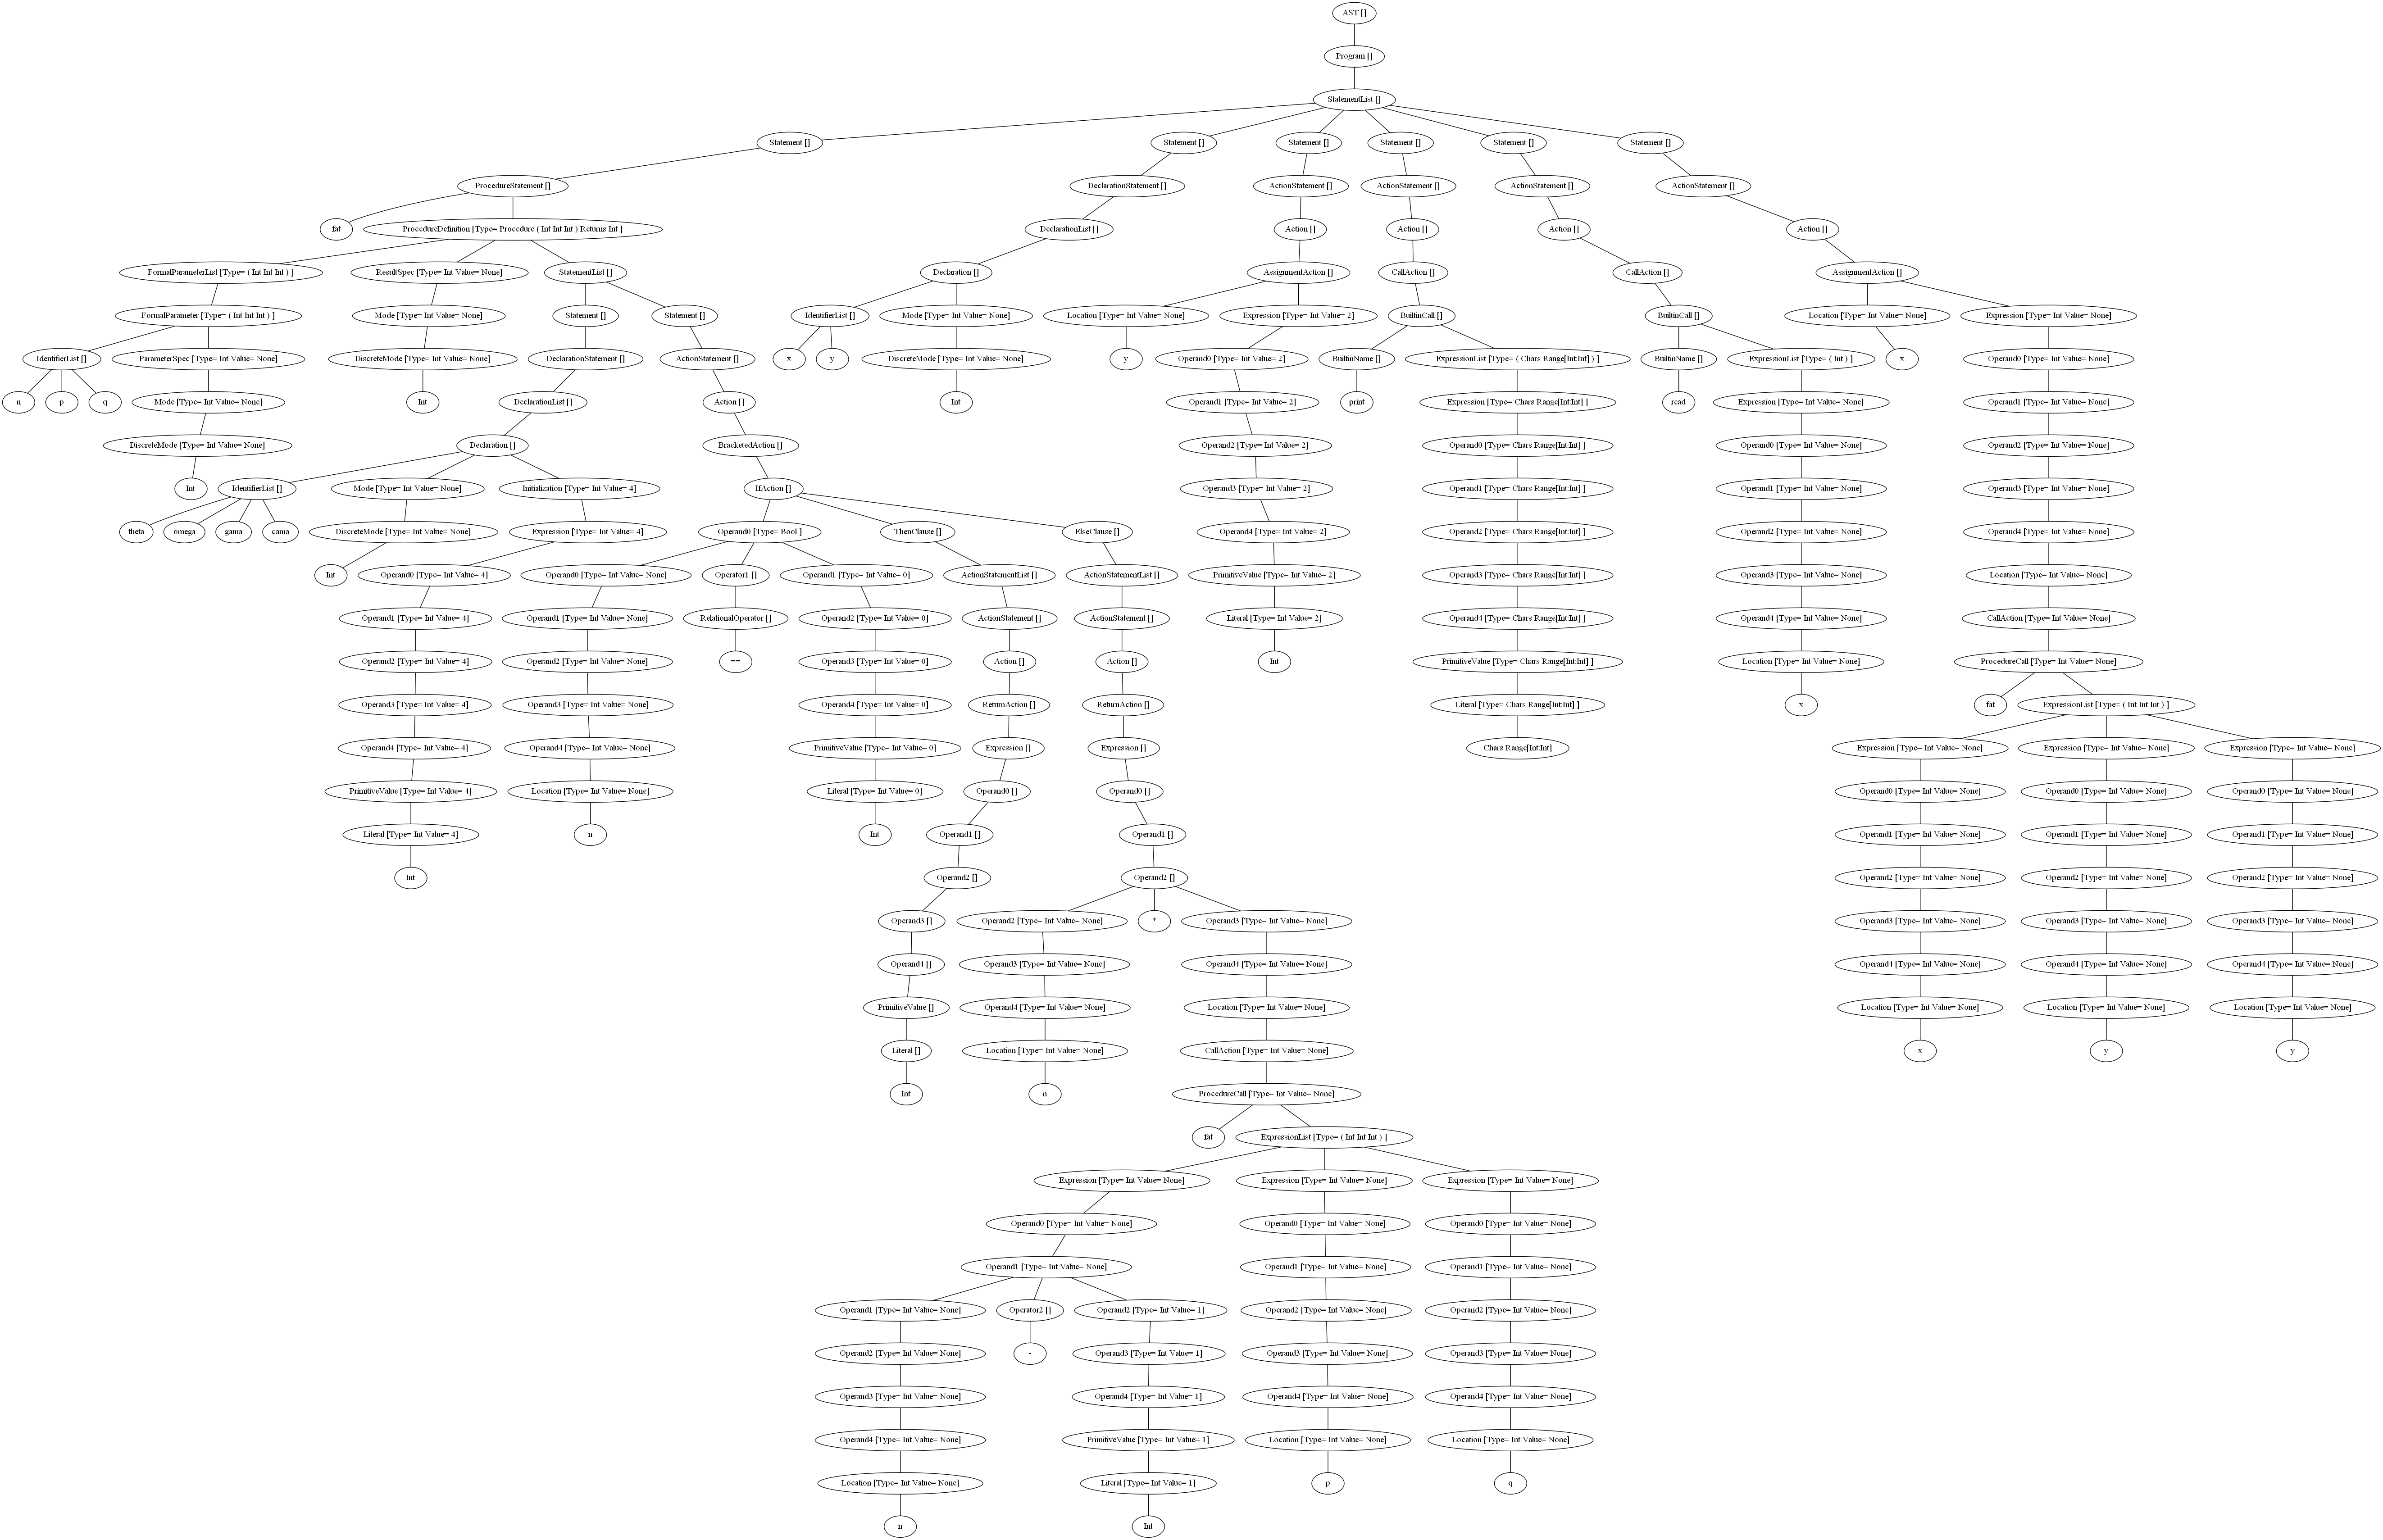 AST []
Program []
StatementList []
Statement [] Statement [] Statement [] Statement [] Statement [] Statement []
ProcedureStatement [] DeclarationStatement [] ActionStatement [] ActionStatement [] ActionStatement [] ActionStatement []
fat ProcedureDefinition [Type= Procedure ( Int Int Int ) Returns Int ] DeclarationList [] Action [] Action [] Action [] Action []
FormalParameterList [Type= ( Int Int Int ) ] ResultSpec [Type= Int Value= None] StatementList [] Declaration [] AssignmentAction [] CallAction [] CallAction [] AssignmentAction []
FormalParameter [Type= ( Int Int Int ) ] Mode [Type= Int Value= None] Statement [] Statement [] IdentifierList [] Mode [Type= Int Value= None] Location [Type= Int Value= None] Expression [Type= Int Value= 2] BuiltinCall [] BuiltinCall [] Location [Type= Int Value= None] Expression [Type= Int Value= None]
IdentifierList [] ParameterSpec [Type= Int Value= None] DiscreteMode [Type= Int Value= None] DeclarationStatement [] ActionStatement [] x y DiscreteMode [Type= Int Value= None] y Operand0 [Type= Int Value= 2] BuiltinName [] ExpressionList [Type= ( Chars Range[Int:Int] ) ] BuiltinName [] ExpressionList [Type= ( Int ) ] x Operand0 [Type= Int Value= None]
n p q Mode [Type= Int Value= None] Int DeclarationList [] Action [] Int Operand1 [Type= Int Value= 2] print Expression [Type= Chars Range[Int:Int] ] read Expression [Type= Int Value= None] Operand1 [Type= Int Value= None]
DiscreteMode [Type= Int Value= None] Declaration [] BracketedAction [] Operand2 [Type= Int Value= 2] Operand0 [Type= Chars Range[Int:Int] ] Operand0 [Type= Int Value= None] Operand2 [Type= Int Value= None]
Int IdentifierList [] Mode [Type= Int Value= None] Initialization [Type= Int Value= 4] IfAction [] Operand3 [Type= Int Value= 2] Operand1 [Type= Chars Range[Int:Int] ] Operand1 [Type= Int Value= None] Operand3 [Type= Int Value= None]
theta omega gama cama DiscreteMode [Type= Int Value= None] Expression [Type= Int Value= 4] Operand0 [Type= Bool ] ThenClause [] ElseClause [] Operand4 [Type= Int Value= 2] Operand2 [Type= Chars Range[Int:Int] ] Operand2 [Type= Int Value= None] Operand4 [Type= Int Value= None]
Int Operand0 [Type= Int Value= 4] Operand0 [Type= Int Value= None] Operator1 [] Operand1 [Type= Int Value= 0] ActionStatementList [] ActionStatementList [] PrimitiveValue [Type= Int Value= 2] Operand3 [Type= Chars Range[Int:Int] ] Operand3 [Type= Int Value= None] Location [Type= Int Value= None]
Operand1 [Type= Int Value= 4] Operand1 [Type= Int Value= None] RelationalOperator [] Operand2 [Type= Int Value= 0] ActionStatement [] ActionStatement [] Literal [Type= Int Value= 2] Operand4 [Type= Chars Range[Int:Int] ] Operand4 [Type= Int Value= None] CallAction [Type= Int Value= None]
Operand2 [Type= Int Value= 4] Operand2 [Type= Int Value= None] == Operand3 [Type= Int Value= 0] Action [] Action [] Int PrimitiveValue [Type= Chars Range[Int:Int] ] Location [Type= Int Value= None] ProcedureCall [Type= Int Value= None]
Operand3 [Type= Int Value= 4] Operand3 [Type= Int Value= None] Operand4 [Type= Int Value= 0] ReturnAction [] ReturnAction [] Literal [Type= Chars Range[Int:Int] ] x fat ExpressionList [Type= ( Int Int Int ) ]
Operand4 [Type= Int Value= 4] Operand4 [Type= Int Value= None] PrimitiveValue [Type= Int Value= 0] Expression [] Expression [] Chars Range[Int:Int] Expression [Type= Int Value= None] Expression [Type= Int Value= None] Expression [Type= Int Value= None]
PrimitiveValue [Type= Int Value= 4] Location [Type= Int Value= None] Literal [Type= Int Value= 0] Operand0 [] Operand0 [] Operand0 [Type= Int Value= None] Operand0 [Type= Int Value= None] Operand0 [Type= Int Value= None]
Literal [Type= Int Value= 4] n Int Operand1 [] Operand1 [] Operand1 [Type= Int Value= None] Operand1 [Type= Int Value= None] Operand1 [Type= Int Value= None]
Int Operand2 [] Operand2 [] Operand2 [Type= Int Value= None] Operand2 [Type= Int Value= None] Operand2 [Type= Int Value= None]
Operand3 [] Operand2 [Type= Int Value= None] * Operand3 [Type= Int Value= None] Operand3 [Type= Int Value= None] Operand3 [Type= Int Value= None] Operand3 [Type= Int Value= None]
Operand4 [] Operand3 [Type= Int Value= None] Operand4 [Type= Int Value= None] Operand4 [Type= Int Value= None] Operand4 [Type= Int Value= None] Operand4 [Type= Int Value= None]
PrimitiveValue [] Operand4 [Type= Int Value= None] Location [Type= Int Value= None] Location [Type= Int Value= None] Location [Type= Int Value= None] Location [Type= Int Value= None]
Literal [] Location [Type= Int Value= None] CallAction [Type= Int Value= None] x y y
Int n ProcedureCall [Type= Int Value= None]
fat ExpressionList [Type= ( Int Int Int ) ]
Expression [Type= Int Value= None] Expression [Type= Int Value= None] Expression [Type= Int Value= None]
Operand0 [Type= Int Value= None] Operand0 [Type= Int Value= None] Operand0 [Type= Int Value= None]
Operand1 [Type= Int Value= None] Operand1 [Type= Int Value= None] Operand1 [Type= Int Value= None]
Operand1 [Type= Int Value= None] Operator2 [] Operand2 [Type= Int Value= 1] Operand2 [Type= Int Value= None] Operand2 [Type= Int Value= None]
Operand2 [Type= Int Value= None] - Operand3 [Type= Int Value= 1] Operand3 [Type= Int Value= None] Operand3 [Type= Int Value= None]
Operand3 [Type= Int Value= None] Operand4 [Type= Int Value= 1] Operand4 [Type= Int Value= None] Operand4 [Type= Int Value= None]
Operand4 [Type= Int Value= None] PrimitiveValue [Type= Int Value= 1] Location [Type= Int Value= None] Location [Type= Int Value= None]
Location [Type= Int Value= None] Literal [Type= Int Value= 1] p q
n Int